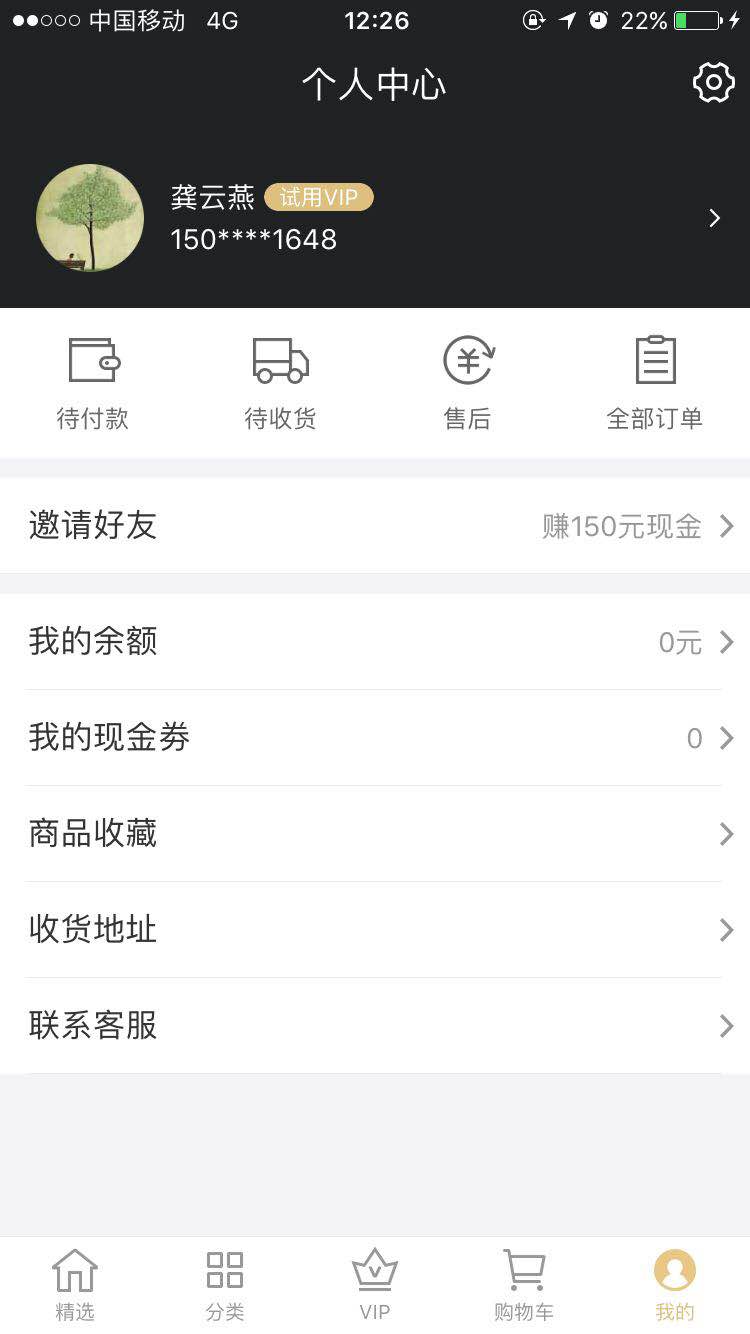 中国移动 4G 12:26 22%
个人中心
龚云燕 试用VIP
150****1648
待付款 待收货 售后 全部订单
邀请好友 赚150元现金
我的余额 0元
我的现金券 0
商品收藏
收货地址
联系客服
精选 分类 VIP 购物车 我的